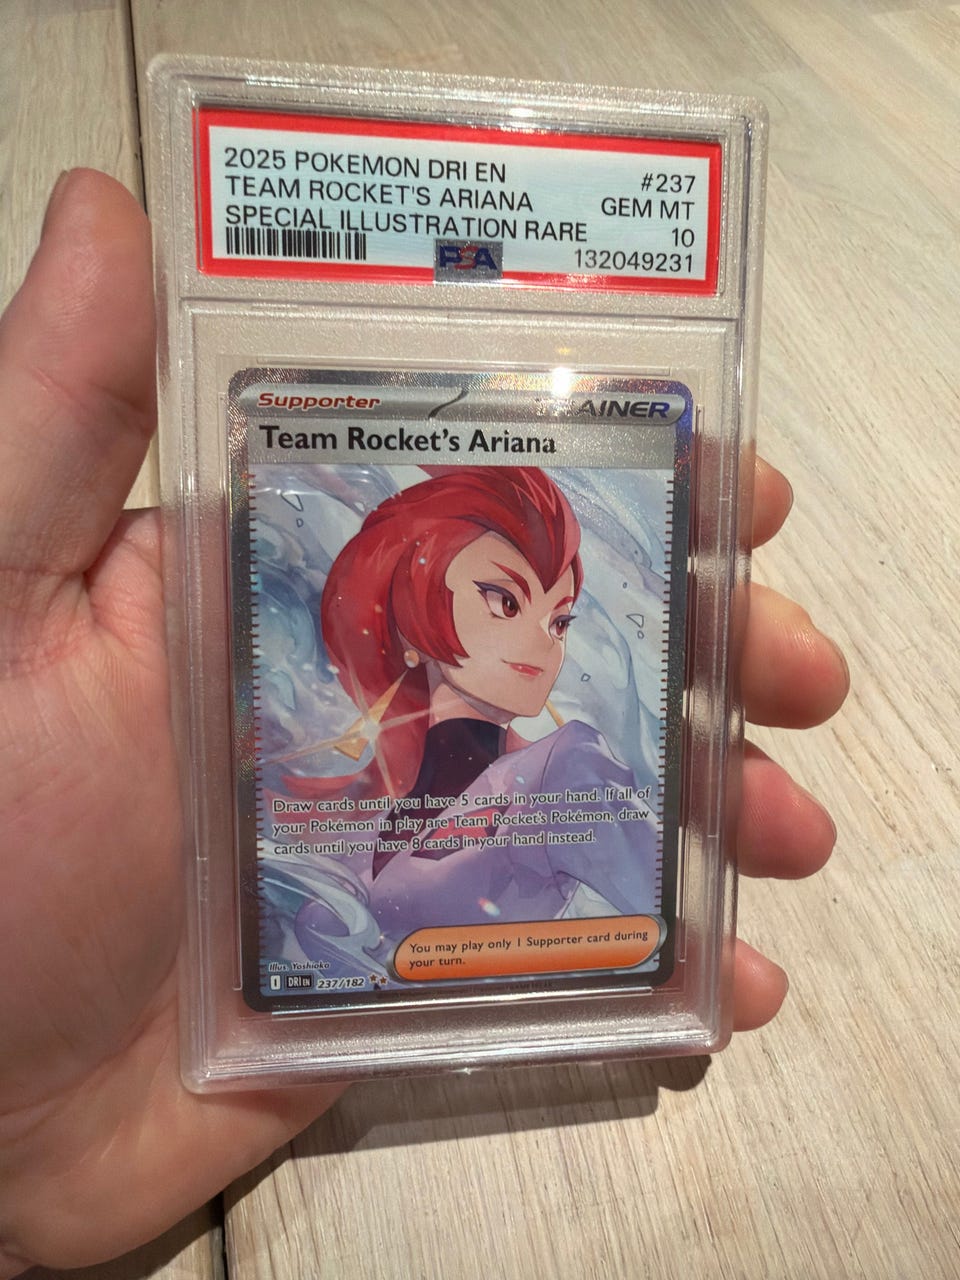 2025 POKEMON DRI EN #237
TEAM ROCKET'S ARIANA GEM MT
SPECIAL ILLUSTRATION RARE 10
PSA 132049231
Supporter TRAINER
Team Rocket's Ariana
Draw cards until you have 5 cards in your hand. If all of
your Pokémon in play are Team Rocket's Pokémon, draw
cards until you have 8 cards in your hand instead.
You may play only 1 Supporter card during
your turn.
Illus. Yoshioka
I DRI EN 237/182